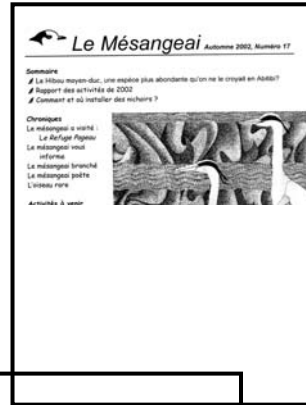 Le Mésangeai Automne 2002, Numéro 17
Sommaire
Le Hibou moyen-duc, une espèce plus abondante qu'on ne le croyait en Abitibi?
Rapport des activités de 2002
Comment et où installer des nichoirs ?
Chroniques
Le mésangeai a visité :
Le Refuge Pageau
Le mésangeai vous
informe
Le mésangeai branché
Le mésangeai poète
L'oiseau rare
Activités à venir